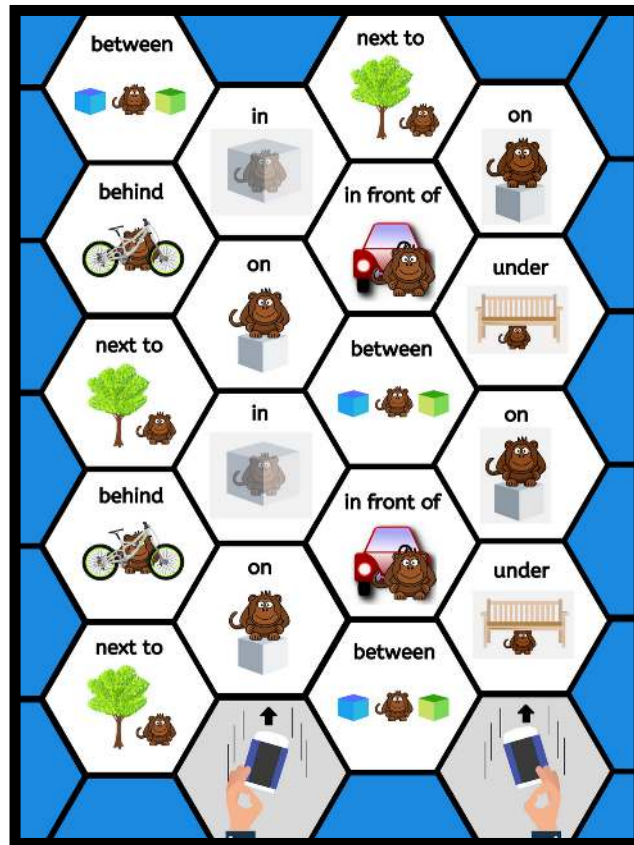 between
next to
in
on
behind
in front of
on
under
next to
between
in
on
behind
in front of
on
under
next to
between